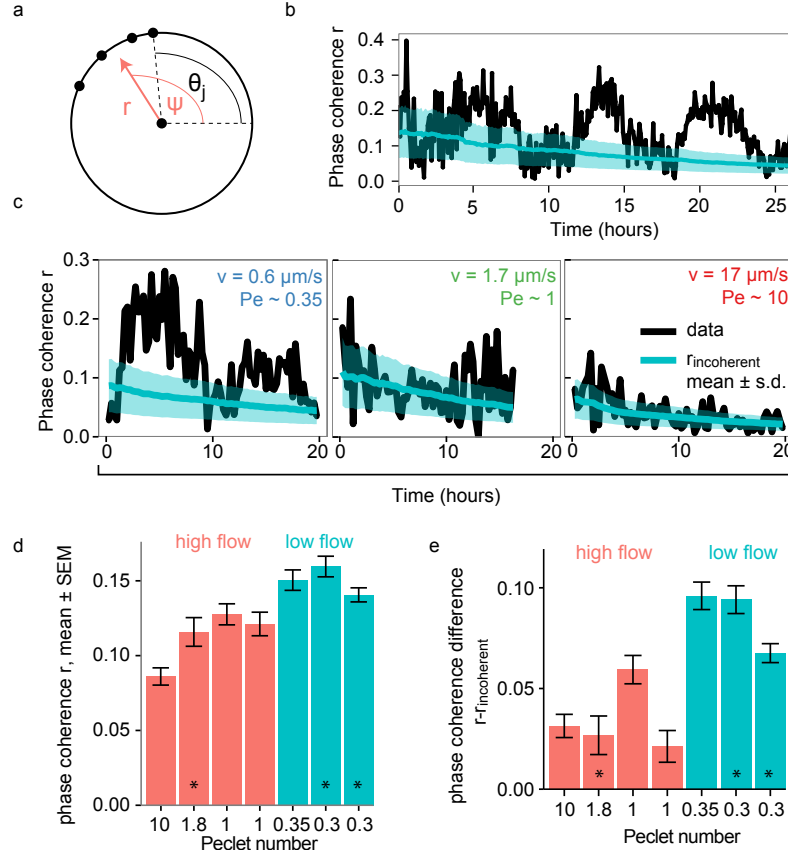 a
θj
r
ψ
b
Phase coherence r
0.4
0.3
0.2
0.1
0.0
0
5
10
15
20
25
Time (hours)
c
Phase coherence r
0.3
0.2
0.1
0.0
v = 0.6 µm/s
Pe ~ 0.35
v = 1.7 µm/s
Pe ~ 1
v = 17 µm/s
Pe ~ 10
data
rincoherent
mean ± s.d.
0
10
20
0
10
20
0
10
20
Time (hours)
d
phase coherence r, mean ± SEM
high flow
low flow
0.15
0.10
0.05
0.00
*
*
*
10
1.8
1
1
0.35
0.3
0.3
Peclet number
e
phase coherence difference
r-rincoherent
high flow
low flow
0.10
0.05
0.00
*
*
*
10
1.8
1
1
0.35
0.3
0.3
Peclet number